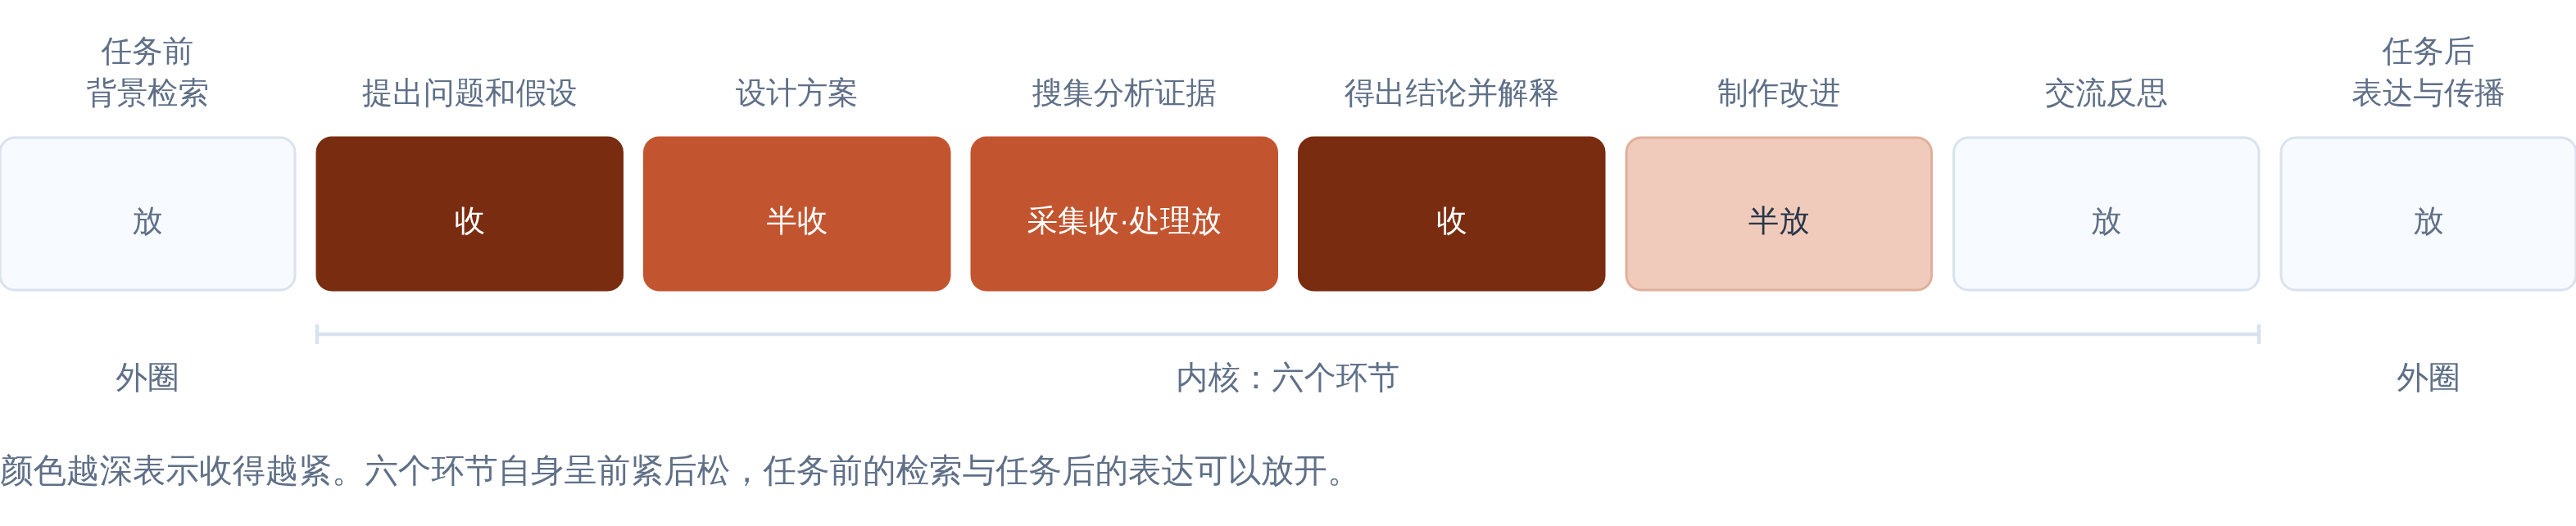 任务前
背景检索
提出问题和假设
设计方案
搜集分析证据
得出结论并解释
制作改进
交流反思
任务后
表达与传播
放
收
半收
采集收·处理放
收
半放
放
放
外圈
内核：六个环节
外圈
颜色越深表示收得越紧。六个环节自身呈前紧后松，任务前的检索与任务后的表达可以放开。